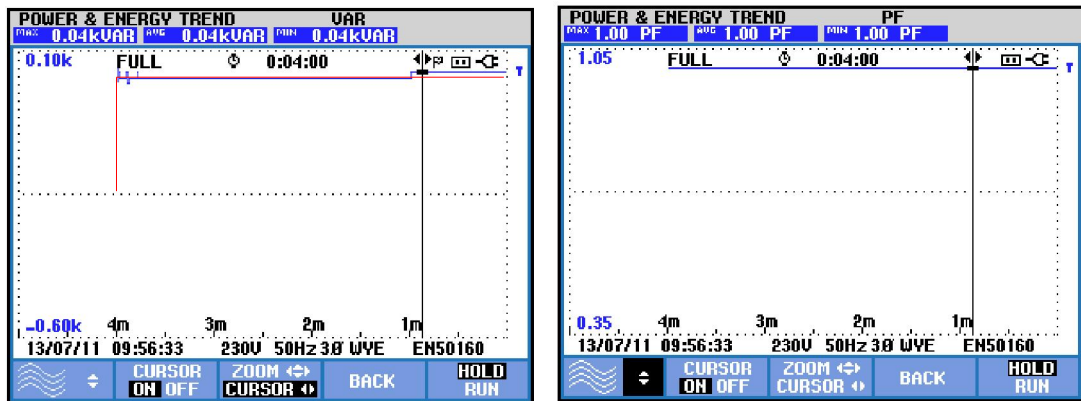 POWER & ENERGY TREND VAR
MAX 0.04kVAR AVG 0.04kVAR MIN 0.04kVAR
0.10k FULL 0:04:00 P
T
-0.60k 4m 3m 2m 1m
13/07/11 09:56:33 230V 50Hz 3Ø WYE EN50160
CURSOR ON OFF
ZOOM
CURSOR
BACK
HOLD
RUN
POWER & ENERGY TREND PF
MAX 1.00 PF AVG 1.00 PF MIN 1.00 PF
1.05 FULL 0:04:00
T
0.35 4m 3m 2m 1m
13/07/11 09:56:33 230V 50Hz 3Ø WYE EN50160
CURSOR ON OFF
ZOOM
CURSOR
BACK
HOLD
RUN